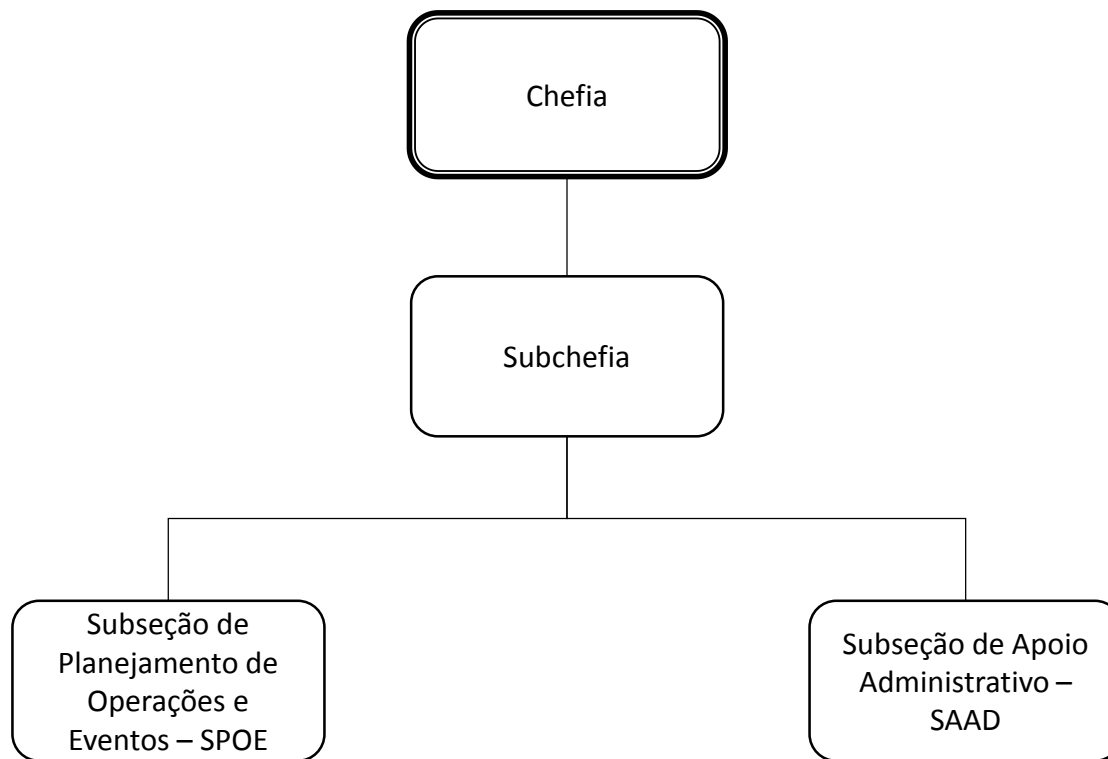 Chefia
Subchefia
Subseção de
Planejamento de
Operações e
Eventos – SPOE
Subseção de Apoio
Administrativo –
SAAD